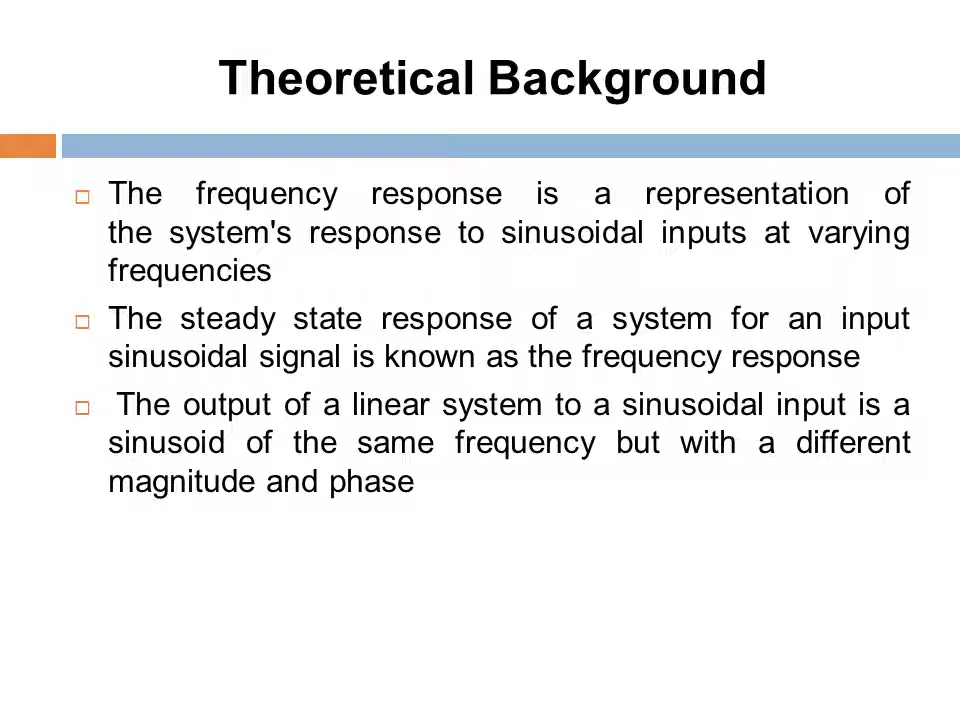 Theoretical Background
The frequency response is a representation of
the system's response to sinusoidal inputs at varying
frequencies
The steady state response of a system for an input
sinusoidal signal is known as the frequency response
The output of a linear system to a sinusoidal input is a
sinusoid of the same frequency but with a different
magnitude and phase